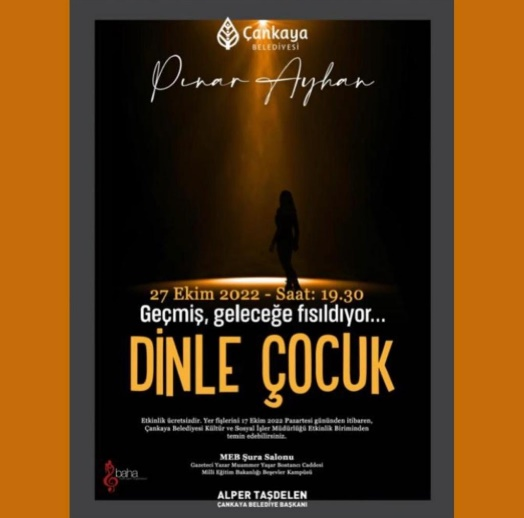 Çankaya
BELEDİYESİ
Pınar Ayhan
27 Ekim 2022 - Saat: 19.30
Geçmiş, geleceğe fısıldıyor...
DİNLE ÇOCUK
Etkinlik ücretsizdir. Yer fişlerini 17 Ekim 2022 Pazartesi gününden itibaren,
Çankaya Belediyesi Kültür ve Sosyal İşler Müdürlüğü Etkinlik Biriminden
temin edebilirsiniz.
MEB Şura Salonu
Gazeteci Yazar Muammer Yaşar Bostancı Caddesi
Milli Eğitim Bakanlığı Beşevler Kampüsü
baha
ALPER TAŞDELEN
ÇANKAYA BELEDİYE BAŞKANI